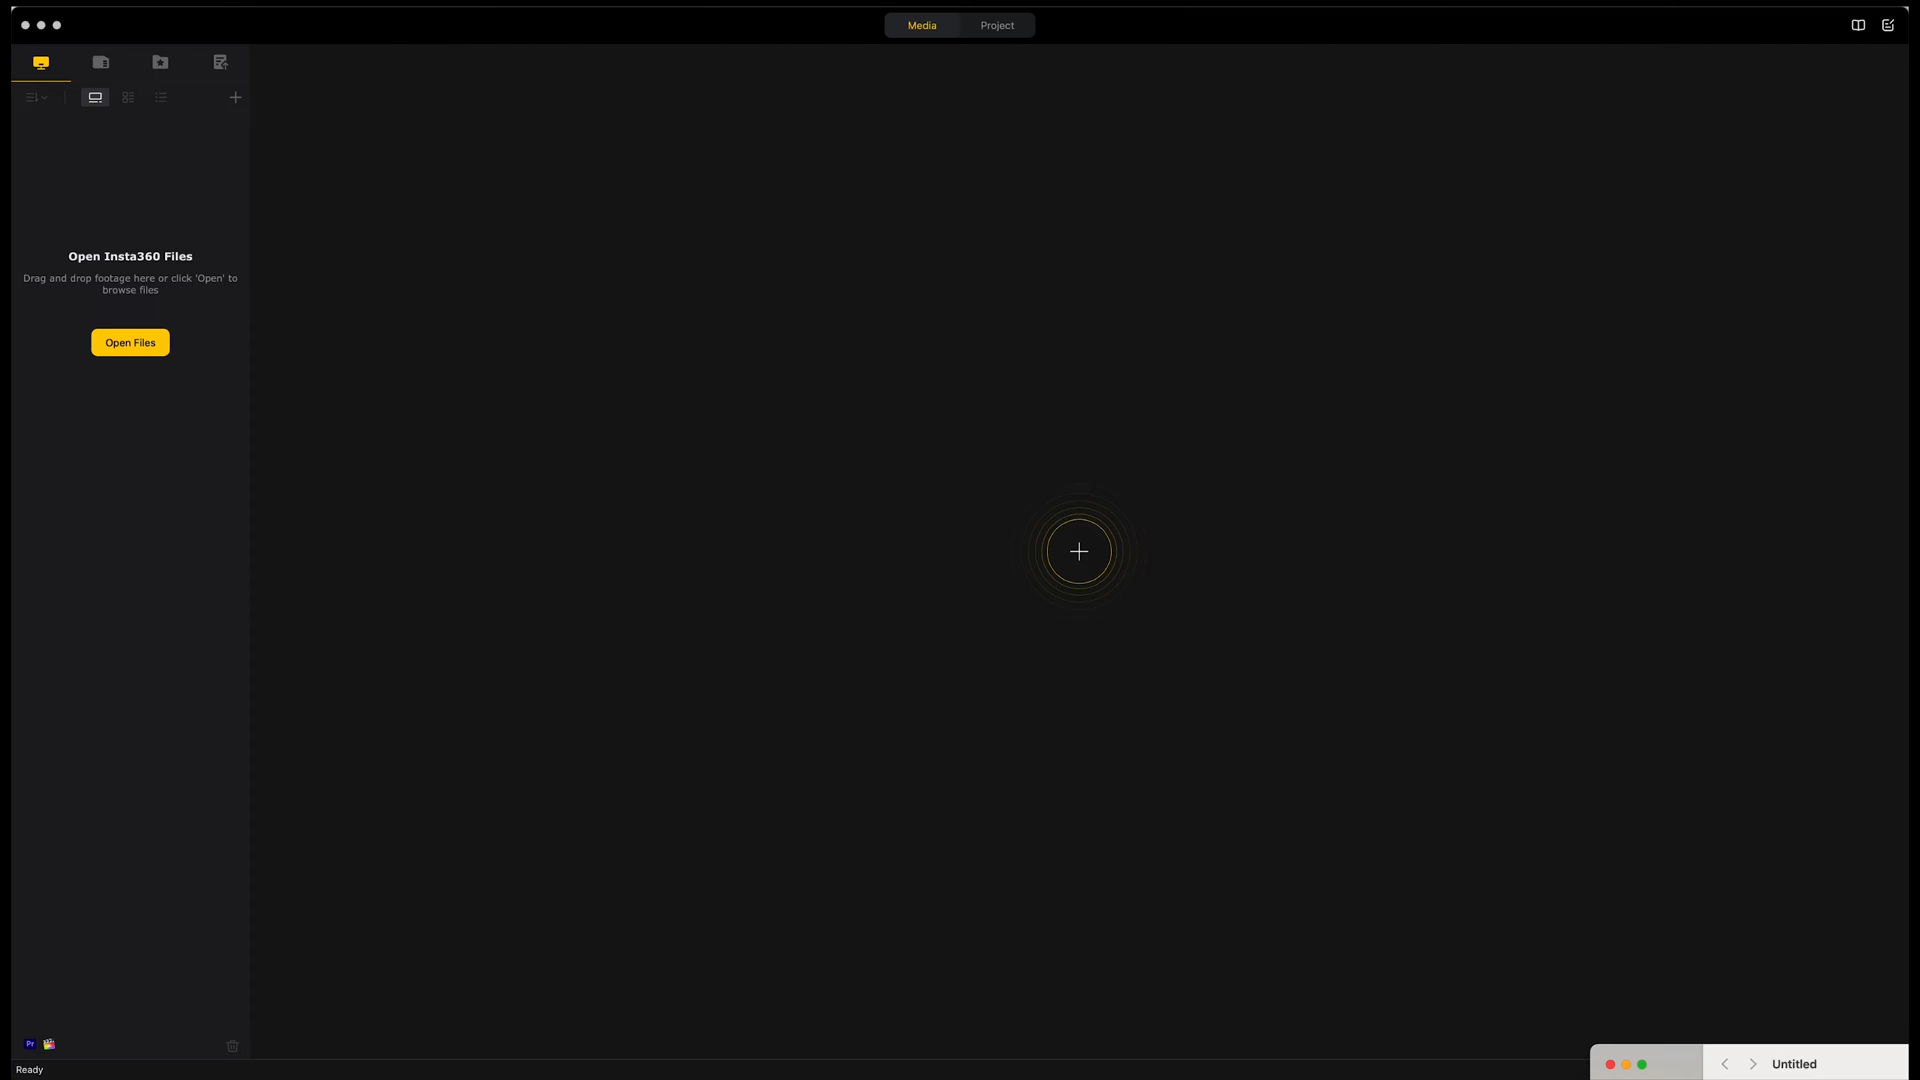 Media
Project
Open Insta360 Files
Drag and drop footage here or click 'Open' to
browse files
Open Files
Pr
Ready
Untitled